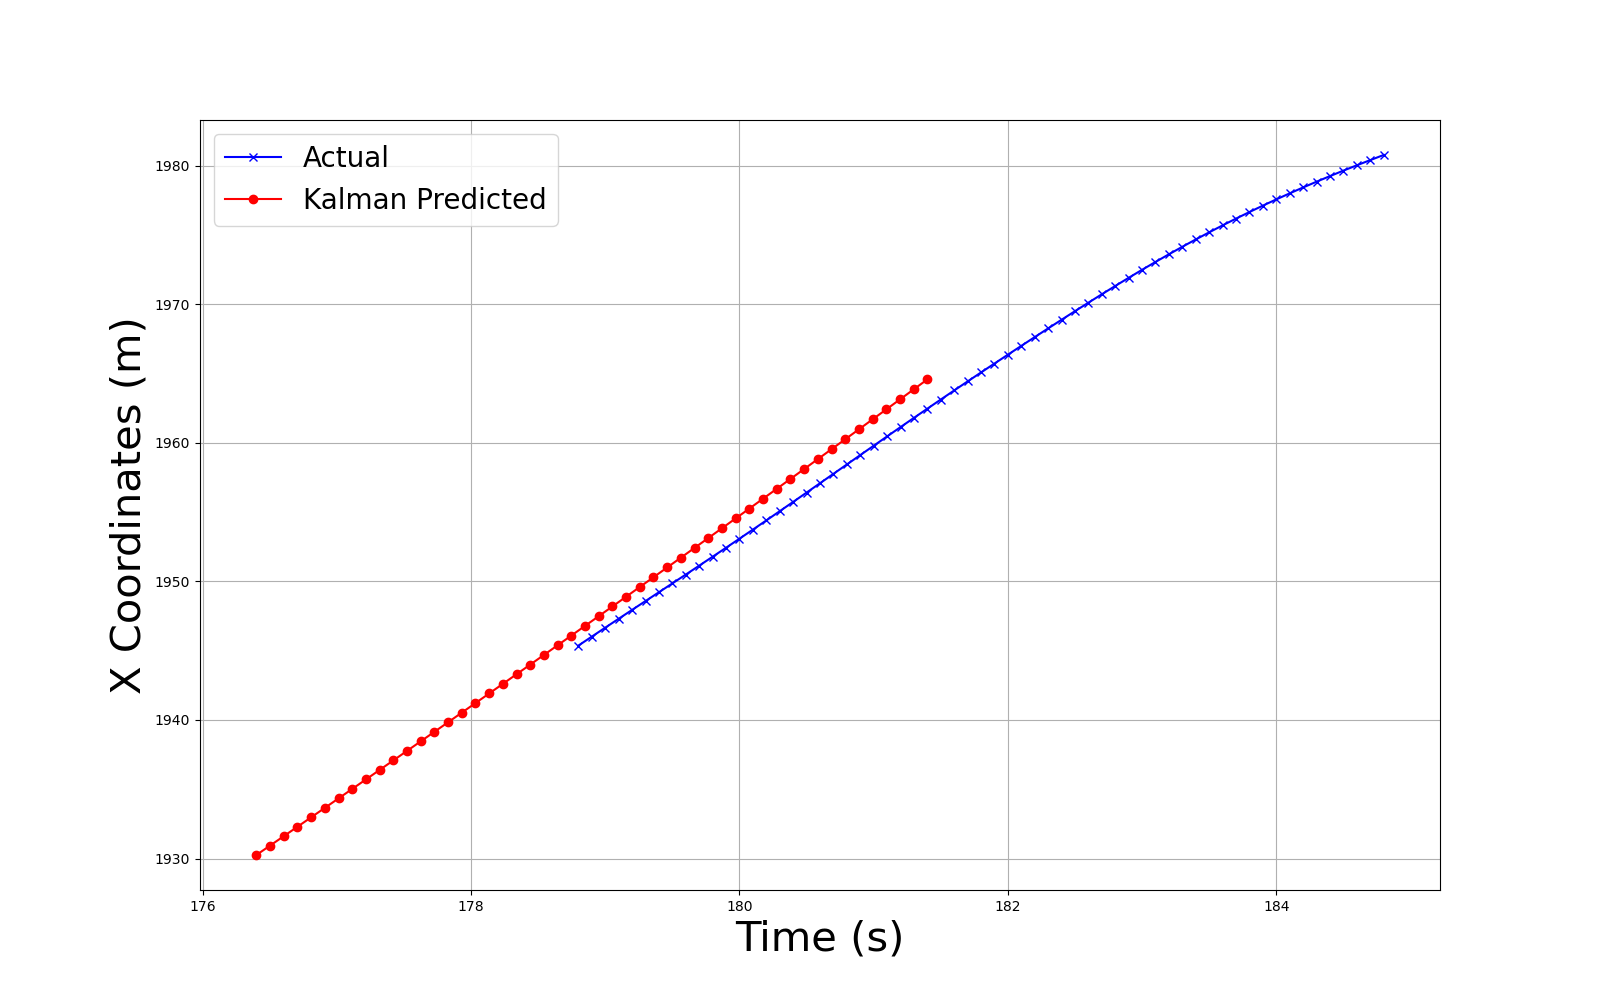 Actual
Kalman Predicted
1980
1970
1960
1950
1940
1930
X Coordinates (m)
176 178 180 182 184
Time (s)